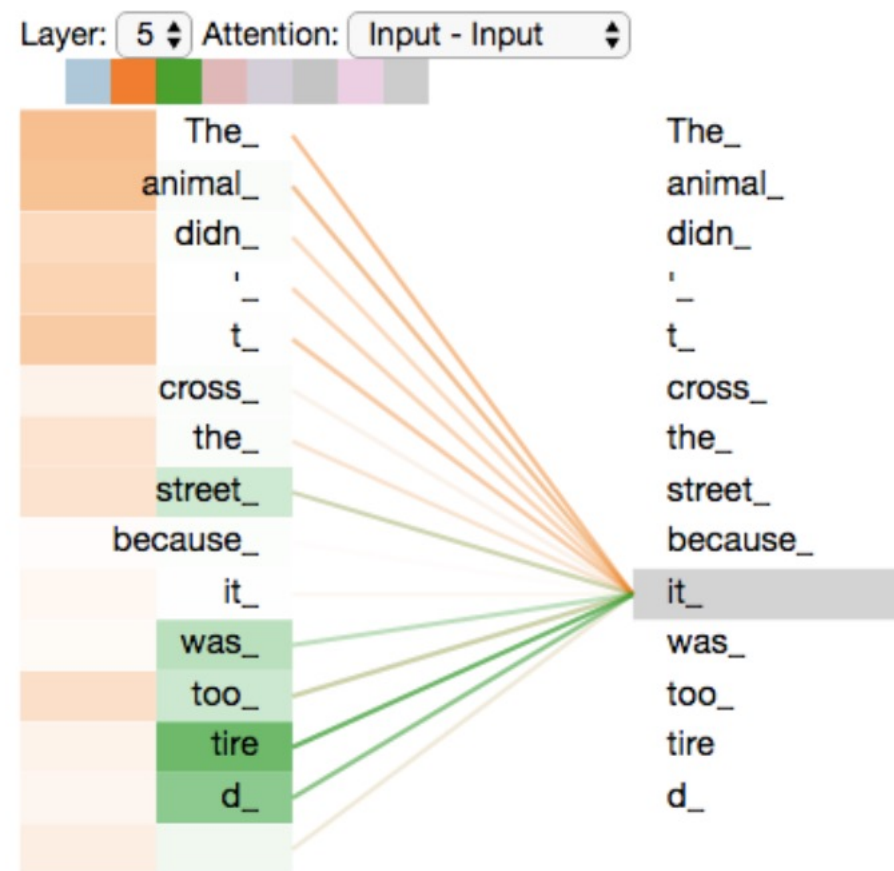 Layer: 5 Attention: Input - Input
The_ The_
animal_ animal_
didn_ didn_
'_ '_
t_ t_
cross_ cross_
the_ the_
street_ street_
because_ because_
it_ it_
was_ was_
too_ too_
tire tire
d_ d_